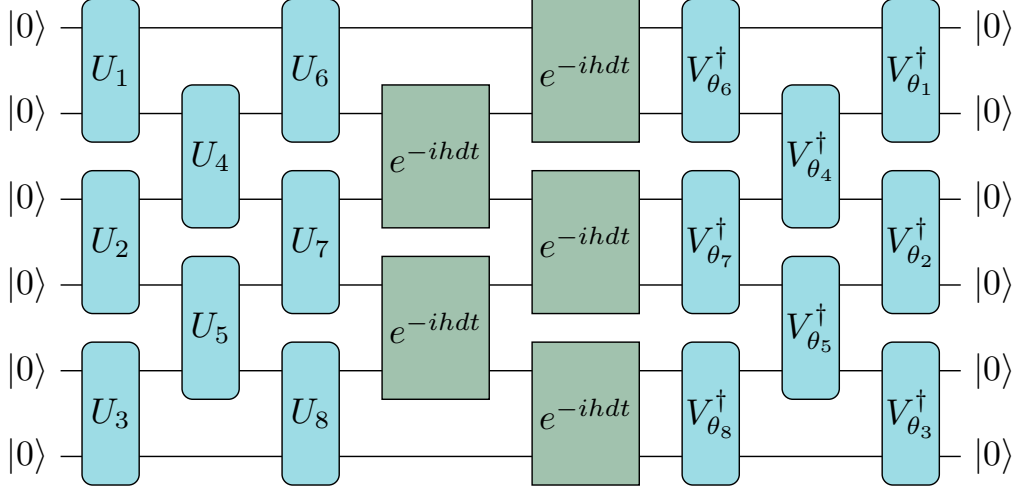 |0⟩ U₁ U₆ e^{-ihdt} V†_{θ₆} V†_{θ₁} |0⟩
|0⟩ U₄ e^{-ihdt} V†_{θ₄} |0⟩
|0⟩ U₂ U₇ e^{-ihdt} V†_{θ₇} V†_{θ₂} |0⟩
|0⟩ U₅ e^{-ihdt} V†_{θ₅} |0⟩
|0⟩ U₃ U₈ e^{-ihdt} V†_{θ₈} V†_{θ₃} |0⟩
|0⟩ |0⟩